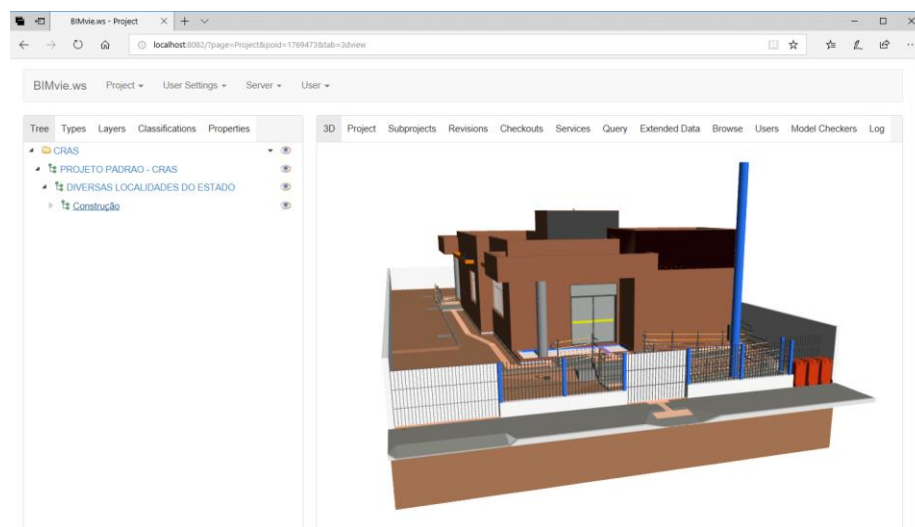 BIMvie.ws - Project
localhost:8082/?page=Project&poid=1769473&tab=3dview
BIMvie.ws Project User Settings Server User
Tree Types Layers Classifications Properties
3D Project Subprojects Revisions Checkouts Services Query Extended Data Browse Users Model Checkers Log
CRAS
PROJETO PADRAO - CRAS
DIVERSAS LOCALIDADES DO ESTADO
Construção